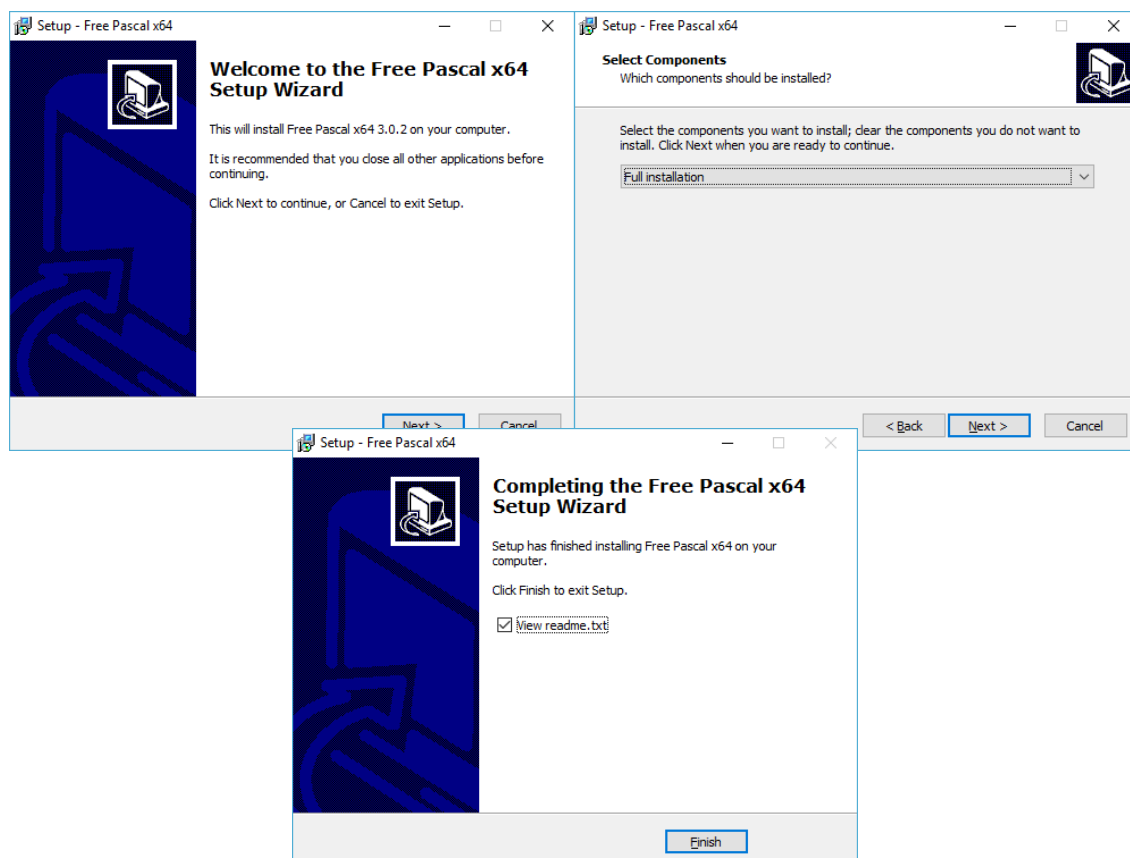 Setup - Free Pascal x64
Welcome to the Free Pascal x64
Setup Wizard
This will install Free Pascal x64 3.0.2 on your computer.
It is recommended that you close all other applications before
continuing.
Click Next to continue, or Cancel to exit Setup.
Next >
Cancel
Setup - Free Pascal x64
Select Components
Which components should be installed?
Select the components you want to install; clear the components you do not want to
install. Click Next when you are ready to continue.
Full installation
< Back
Next >
Cancel
Setup - Free Pascal x64
Completing the Free Pascal x64
Setup Wizard
Setup has finished installing Free Pascal x64 on your
computer.
Click Finish to exit Setup.
View readme.txt
Finish